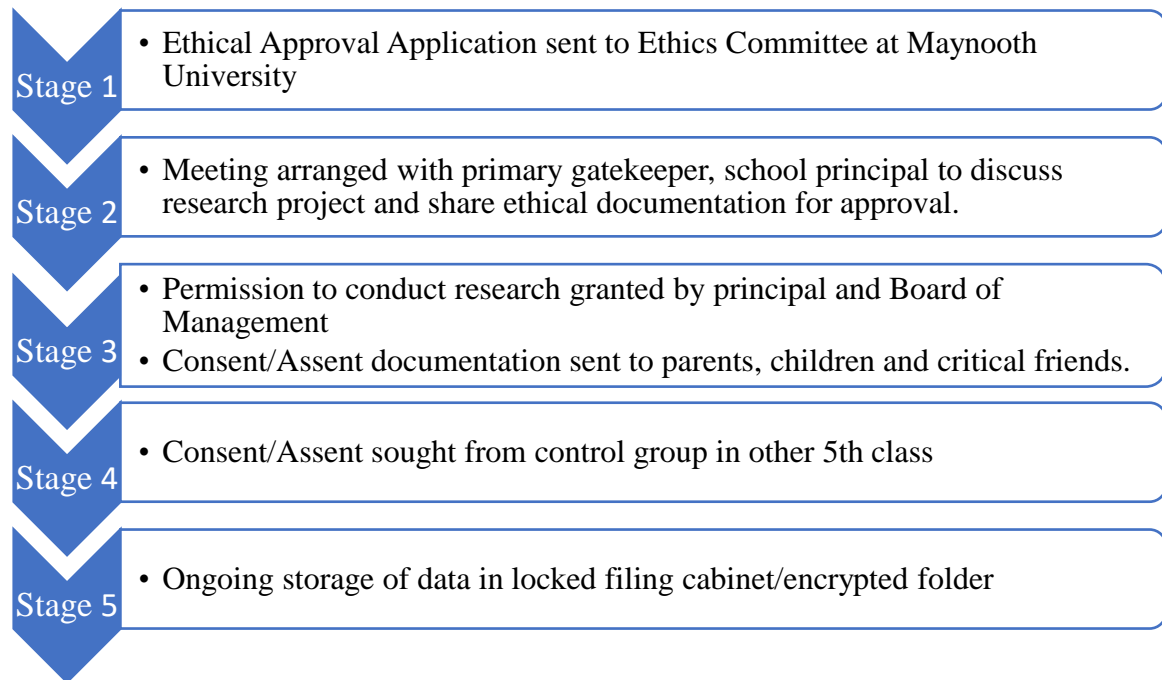 Stage 1
• Ethical Approval Application sent to Ethics Committee at Maynooth
University
Stage 2
• Meeting arranged with primary gatekeeper, school principal to discuss
research project and share ethical documentation for approval.
Stage 3
• Permission to conduct research granted by principal and Board of
Management
• Consent/Assent documentation sent to parents, children and critical friends.
Stage 4
• Consent/Assent sought from control group in other 5th class
Stage 5
• Ongoing storage of data in locked filing cabinet/encrypted folder